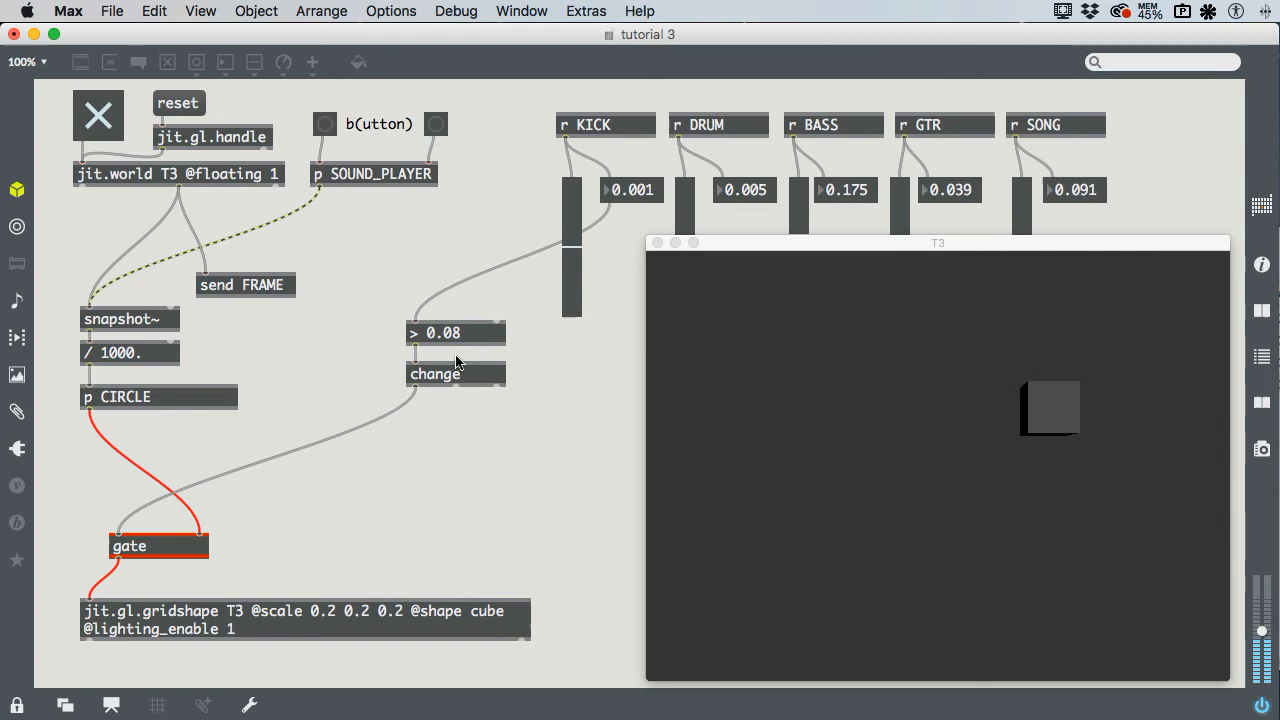 Max File Edit View Object Arrange Options Debug Window Extras Help MEM 45%
tutorial 3
100%
reset
jit.gl.handle
b(utton)
jit.world T3 @floating 1
p SOUND_PLAYER
r KICK
r DRUM
r BASS
r GTR
r SONG
0.001
0.005
0.175
0.039
0.091
send FRAME
T3
snapshot~
/ 1000.
p CIRCLE
> 0.08
change
gate
jit.gl.gridshape T3 @scale 0.2 0.2 0.2 @shape cube
@lighting_enable 1